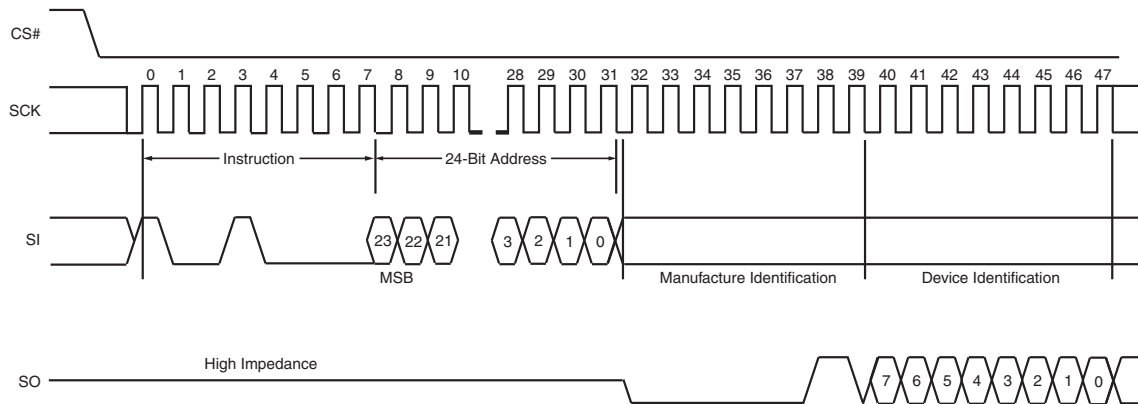 CS#
0 1 2 3 4 5 6 7 8 9 10 28 29 30 31 32 33 34 35 36 37 38 39 40 41 42 43 44 45 46 47
SCK
Instruction 24-Bit Address
SI 23 22 21 3 2 1 0
MSB Manufacture Identification Device Identification
High Impedance
SO 7 6 5 4 3 2 1 0